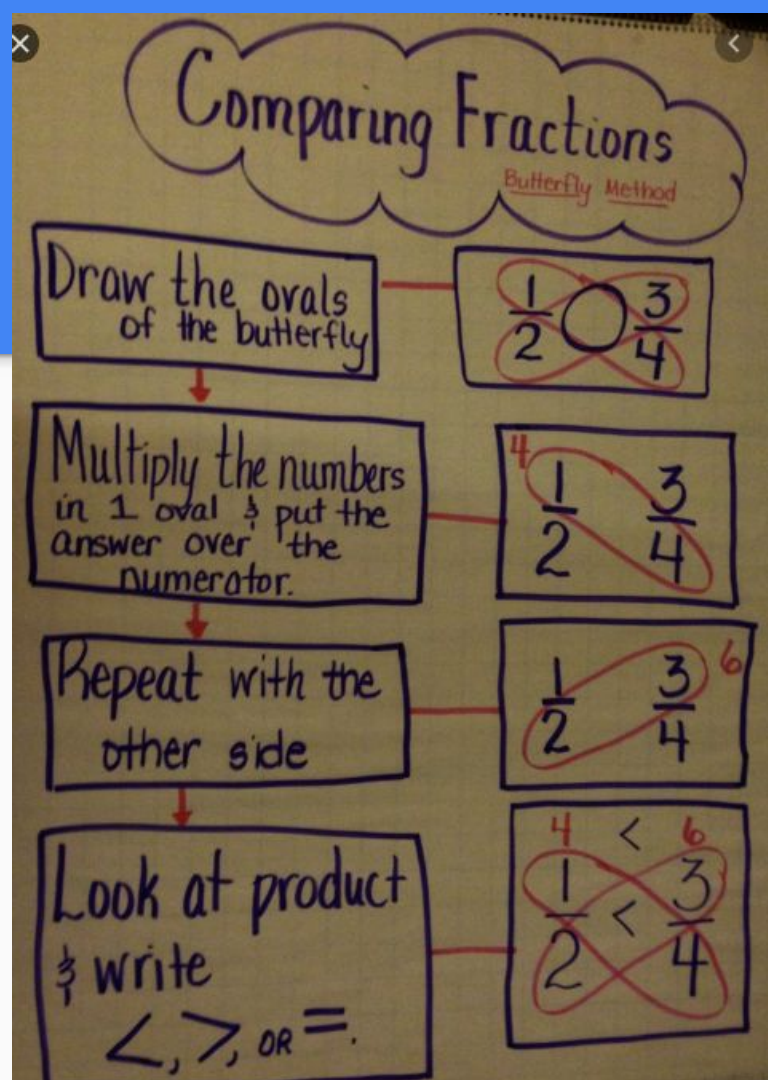 Comparing Fractions
Butterfly Method
Draw the ovals
of the butterfly
1 3
2 4
Multiply the numbers
in 1 oval & put the
answer over the
numerator.
4
1 3
2 4
Repeat with the
other side
6
1 3
2 4
Look at product
& write
<, >, OR =.
4 < 6
1 < 3
2 4